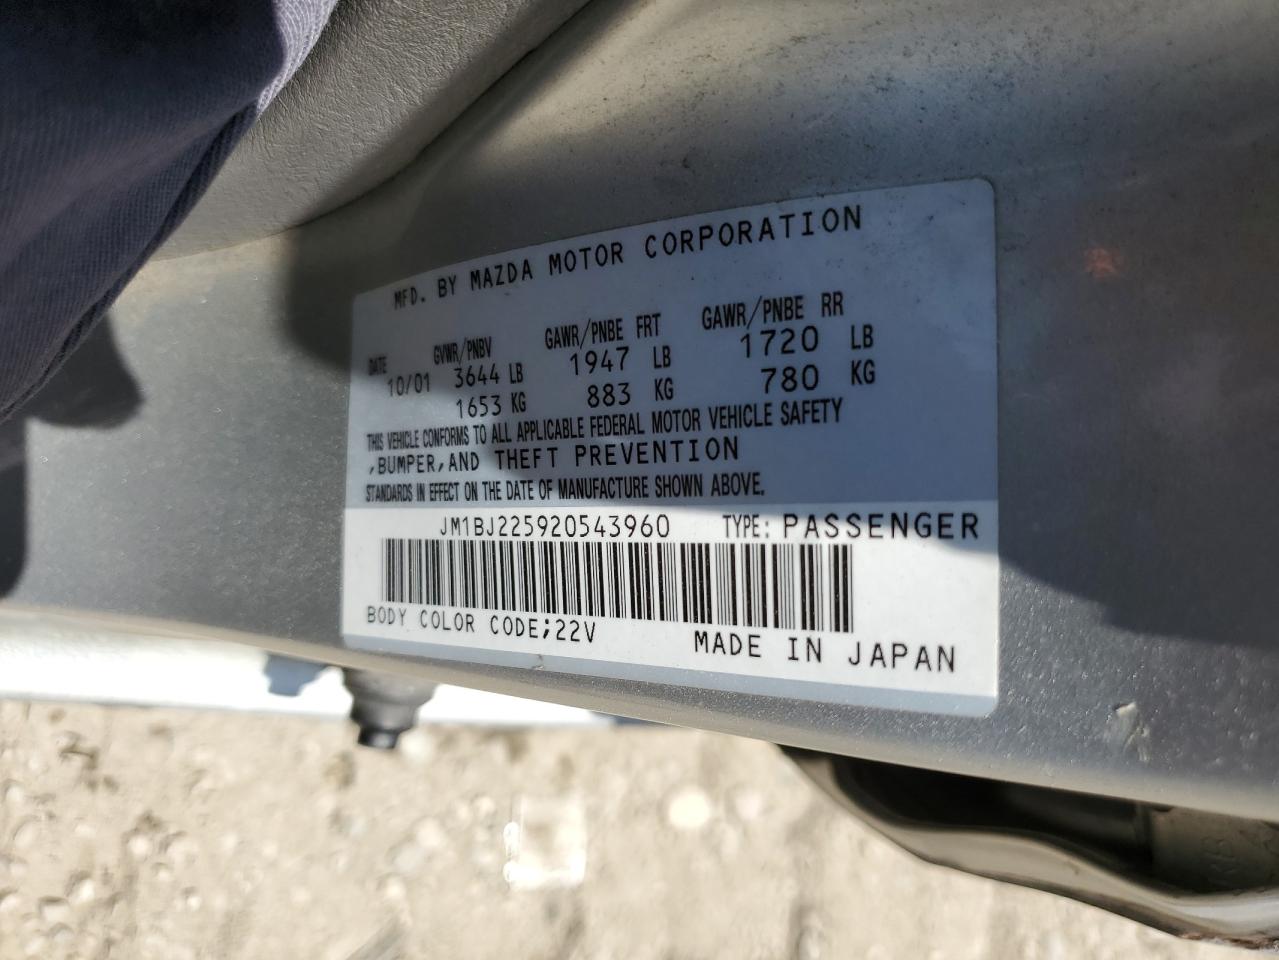 MFD. BY MAZDA MOTOR CORPORATION
DATE GVWR/PNBV GAWR/PNBE FRT GAWR/PNBE RR
10/01 3644 LB 1947 LB 1720 LB
1653 KG 883 KG 780 KG
THIS VEHICLE CONFORMS TO ALL APPLICABLE FEDERAL MOTOR VEHICLE SAFETY
,BUMPER,AND THEFT PREVENTION
STANDARDS IN EFFECT ON THE DATE OF MANUFACTURE SHOWN ABOVE.
JM1BJ225920543960 TYPE: PASSENGER
BODY COLOR CODE;22V MADE IN JAPAN